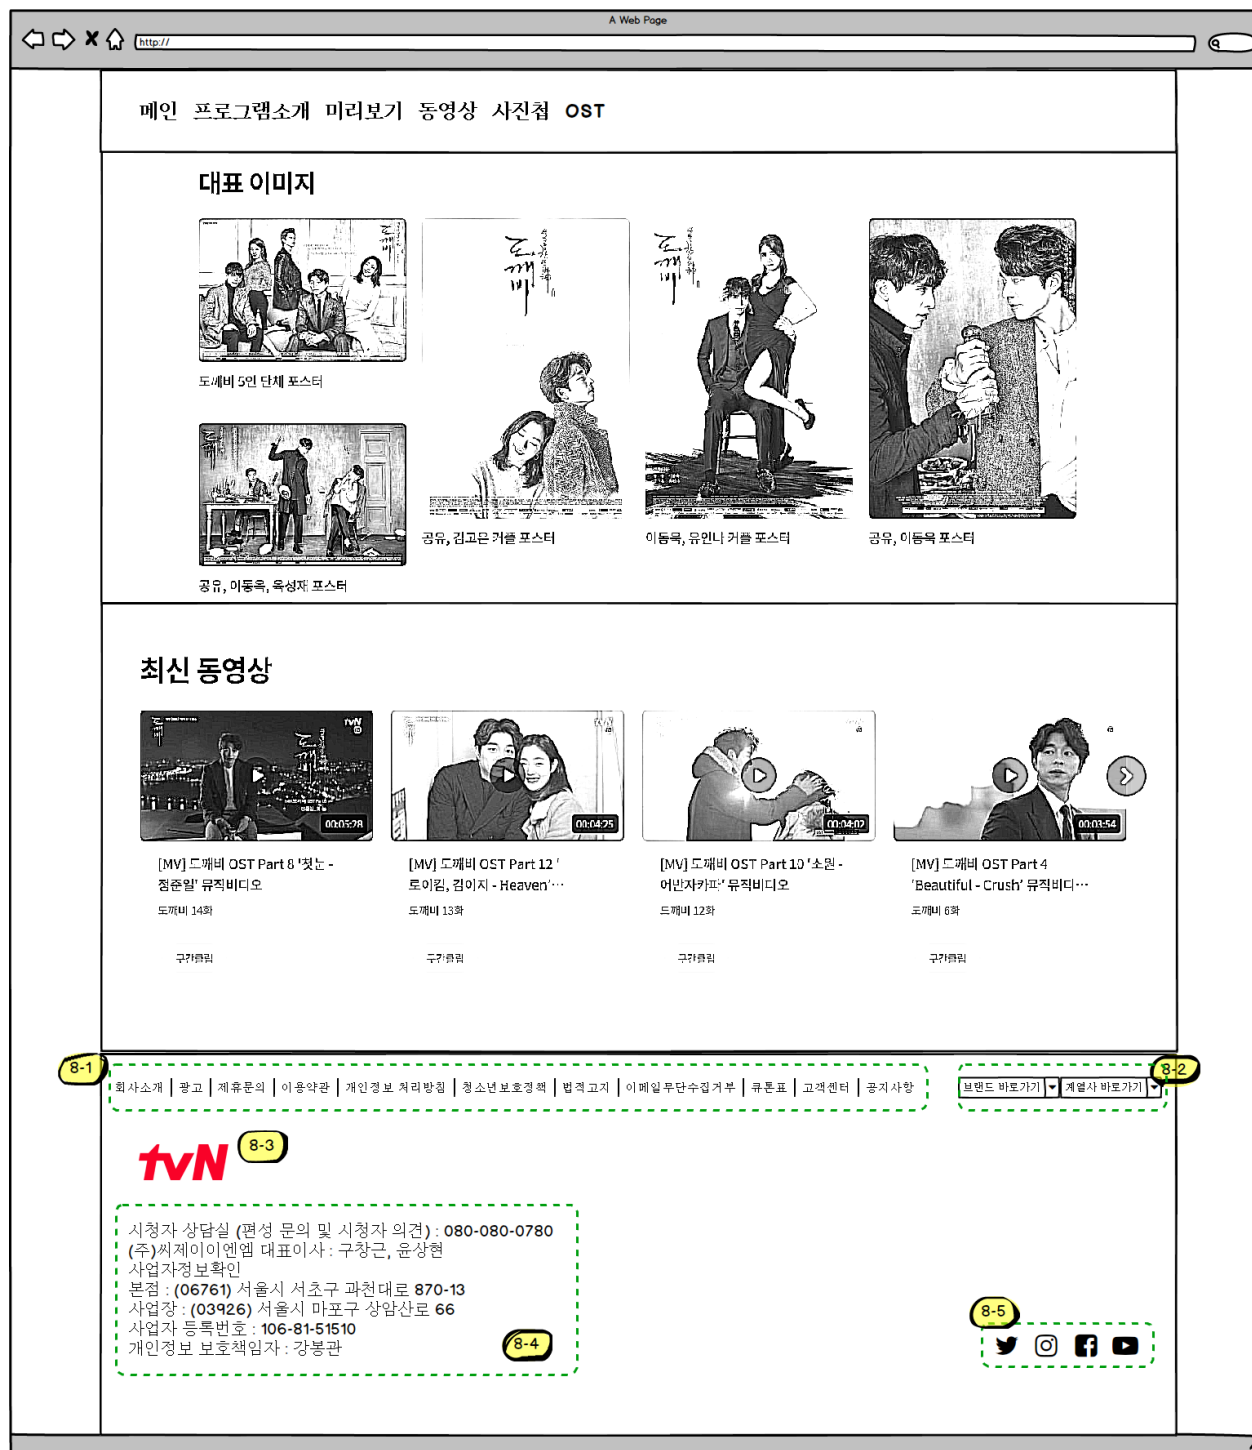 A Web Page
http://
메인 프로그램소개 미리보기 동영상 사진첩 OST
대표 이미지
도깨비
도깨비
도깨비 5인 단체 포스터
공유, 김고은 커플 포스터
이동욱, 유인나 커플 포스터
공유, 이동욱 포스터
공유, 이동욱, 육성재 포스터
최신 동영상
tvN
도깨비
00:05:28
00:04:25
00:04:02
00:03:54
[MV] 도깨비 OST Part 8 '첫눈 -
정준일' 뮤직비디오
도깨비 14화
구간클립
[MV] 도깨비 OST Part 12 '
로이킴, 김이지 - Heaven'…
도깨비 13화
구간클립
[MV] 도깨비 OST Part 10 '소원 -
어반자카파' 뮤직비디오
도깨비 12화
구간클립
[MV] 도깨비 OST Part 4
'Beautiful - Crush' 뮤직비디…
도깨비 6화
구간클립
8-1
8-2
회사소개 | 광고 | 제휴문의 | 이용약관 | 개인정보 처리방침 | 청소년보호정책 | 법적고지 | 이메일무단수집거부 | 큐톤표 | 고객센터 | 공지사항
브랜드 바로가기 계열사 바로가기
tvN
8-3
시청자 상담실 (편성 문의 및 시청자 의견) : 080-080-0780
(주)씨제이이엔엠 대표이사 : 구창근, 윤상현
사업자정보확인
본점 : (06761) 서울시 서초구 과천대로 870-13
사업장 : (03926) 서울시 마포구 상암산로 66
사업자 등록번호 : 106-81-51510
개인정보 보호책임자 : 강봉관
8-4
8-5